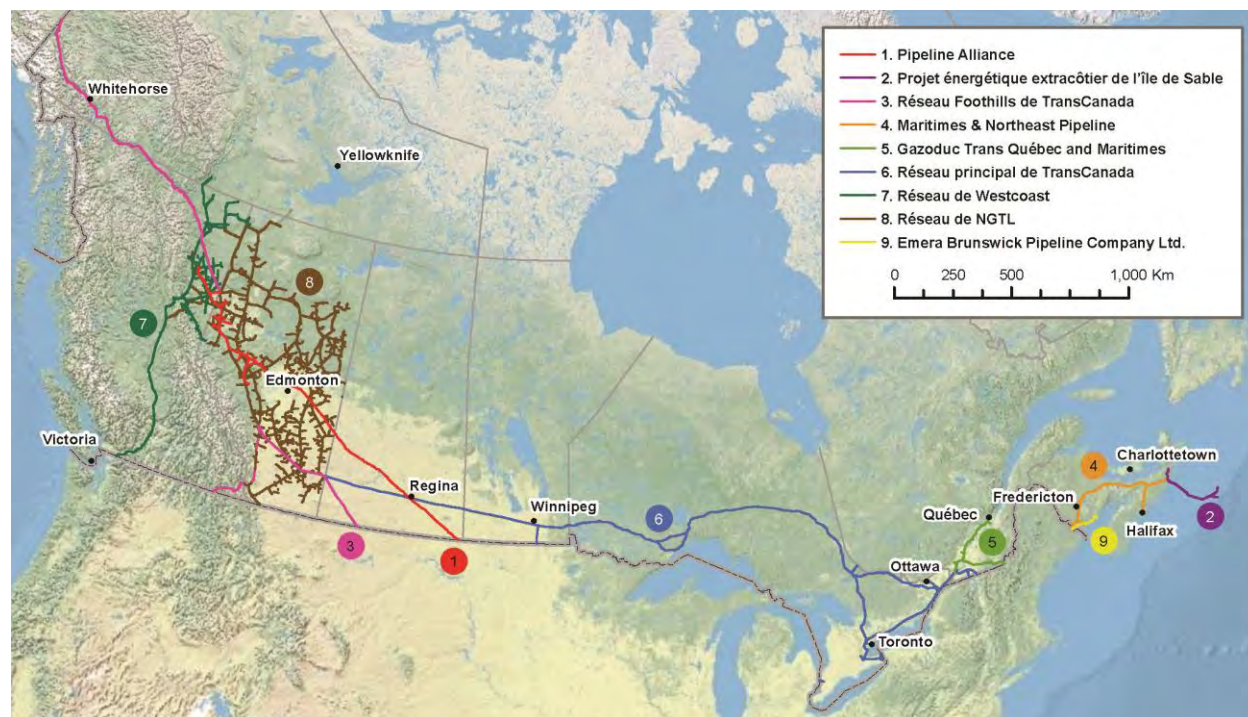 1. Pipeline Alliance
2. Projet énergétique extracôtier de l'île de Sable
3. Réseau Foothills de TransCanada
4. Maritimes & Northeast Pipeline
5. Gazoduc Trans Québec and Maritimes
6. Réseau principal de TransCanada
7. Réseau de Westcoast
8. Réseau de NGTL
9. Emera Brunswick Pipeline Company Ltd.
0 250 500 1,000 Km
Whitehorse
Yellowknife
8
7
Edmonton
Victoria
Regina
Winnipeg
6
3
1
Charlottetown
4
Fredericton
Québec
Halifax
2
5
9
Ottawa
Toronto